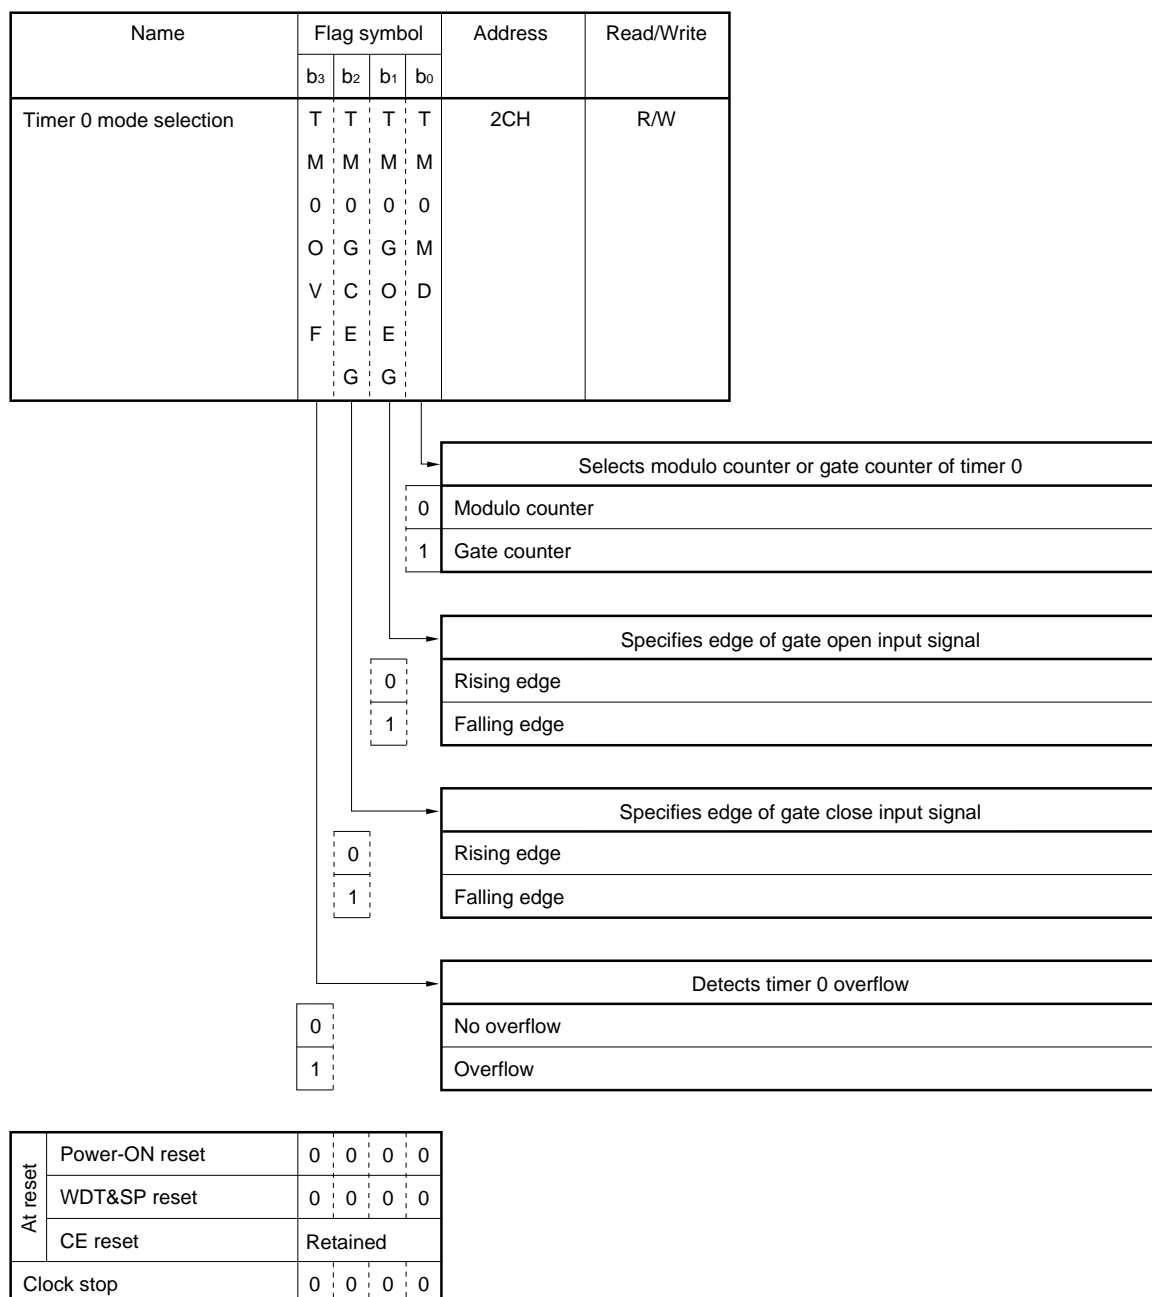 Name Flag symbol Address Read/Write
b3 b2 b1 b0
Timer 0 mode selection T T T T 2CH R/W
M M M M
0 0 0 0
O G G M
V C O D
F E E
G G
Selects modulo counter or gate counter of timer 0
0 Modulo counter
1 Gate counter
Specifies edge of gate open input signal
0 Rising edge
1 Falling edge
Specifies edge of gate close input signal
0 Rising edge
1 Falling edge
Detects timer 0 overflow
0 No overflow
1 Overflow
At reset
Power-ON reset 0 0 0 0
WDT&SP reset 0 0 0 0
CE reset Retained
Clock stop 0 0 0 0